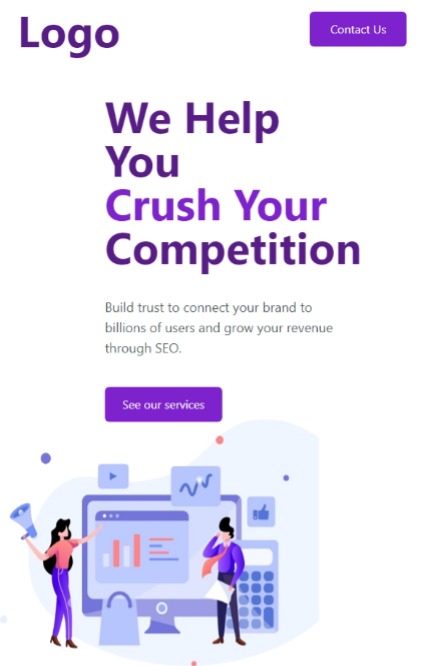 Logo
Contact Us
We Help
You
Crush Your
Competition
Build trust to connect your brand to
billions of users and grow your revenue
through SEO.
See our services